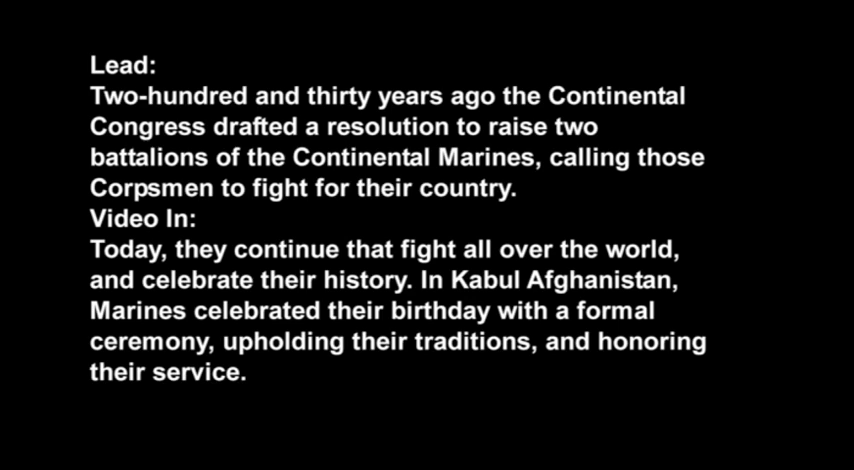 Lead:
Two-hundred and thirty years ago the Continental
Congress drafted a resolution to raise two
battalions of the Continental Marines, calling those
Corpsmen to fight for their country.
Video In:
Today, they continue that fight all over the world,
and celebrate their history. In Kabul Afghanistan,
Marines celebrated their birthday with a formal
ceremony, upholding their traditions, and honoring
their service.